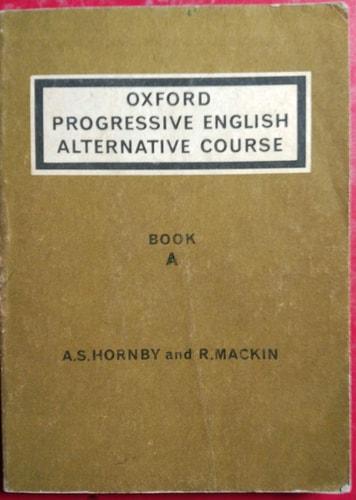 OXFORD
PROGRESSIVE ENGLISH
ALTERNATIVE COURSE
BOOK
A
A.S.HORNBY and R.MACKIN